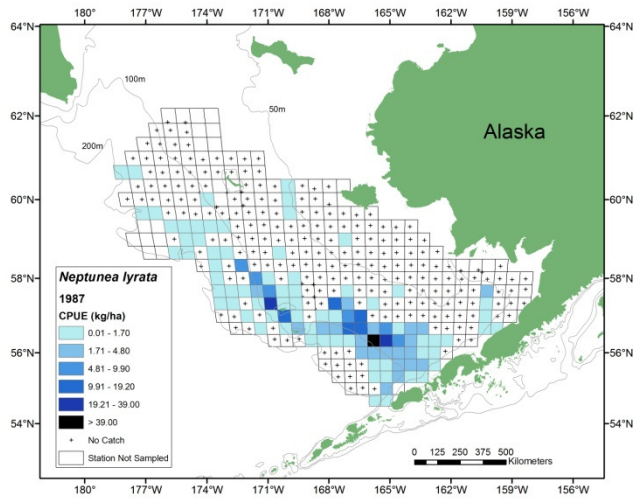 180° 177°W 174°W 171°W 168°W 165°W 162°W 159°W 156°W
64°N 64°N
100m
50m
62°N 62°N
Alaska
200m
60°N 60°N
58°N 58°N
Neptunea lyrata
1987
CPUE (kg/ha)
0.01 - 1.70
1.71 - 4.80
4.81 - 9.90
9.91 - 19.20
19.21 - 39.00
> 39.00
No Catch
Station Not Sampled
56°N 56°N
54°N 54°N
0 125 250 375 500
Kilometers
180° 177°W 174°W 171°W 168°W 165°W 162°W 159°W 156°W